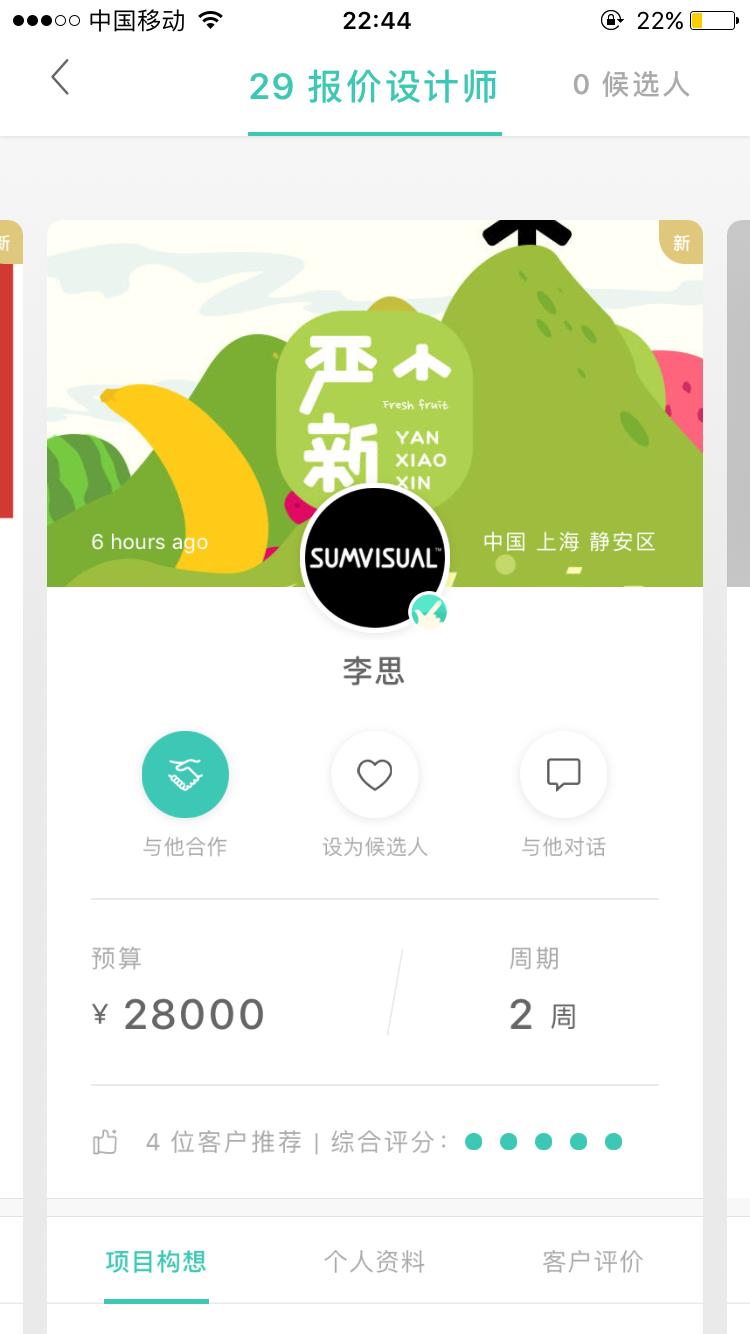 中国移动 22:44 22%
29 报价设计师 0 候选人
新 新
严小新
Fresh fruit
YAN
XIAO
XIN
6 hours ago 中国 上海 静安区
SUMVISUAL™
李思
与他合作 设为候选人 与他对话
预算 周期
¥ 28000 2 周
4 位客户推荐 | 综合评分：
项目构想 个人资料 客户评价